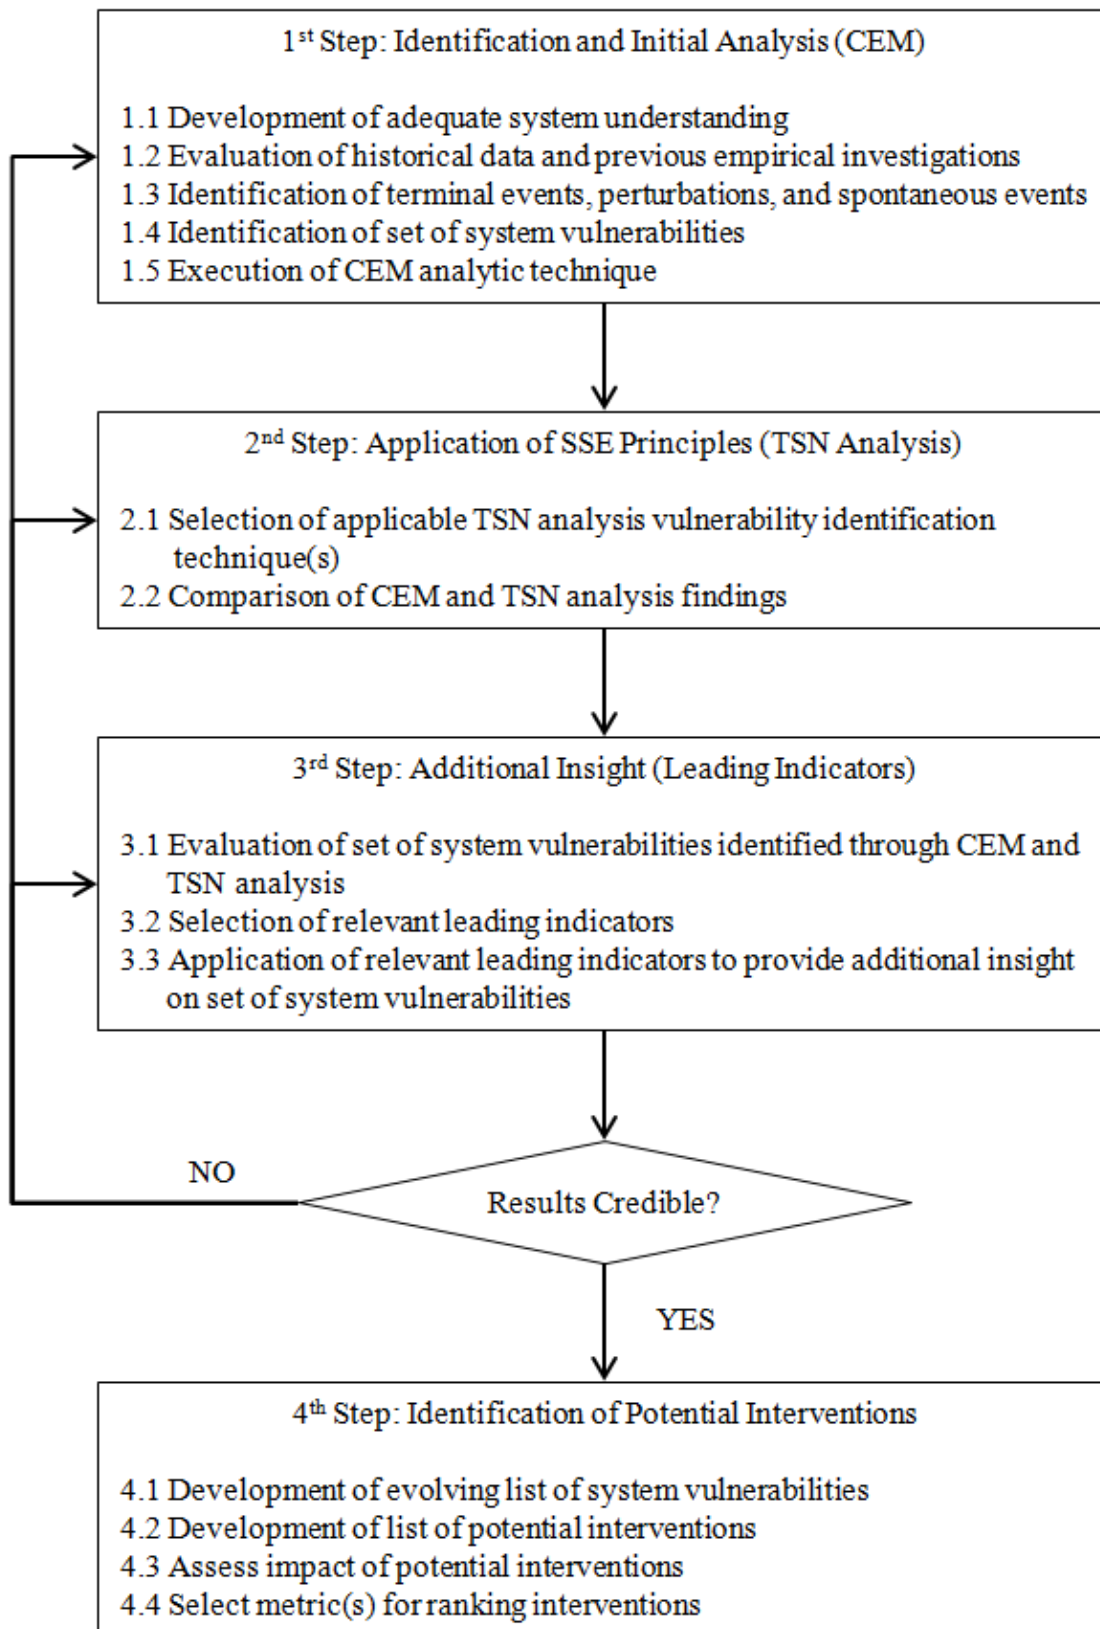 1st Step: Identification and Initial Analysis (CEM)
1.1 Development of adequate system understanding
1.2 Evaluation of historical data and previous empirical investigations
1.3 Identification of terminal events, perturbations, and spontaneous events
1.4 Identification of set of system vulnerabilities
1.5 Execution of CEM analytic technique
2nd Step: Application of SSE Principles (TSN Analysis)
2.1 Selection of applicable TSN analysis vulnerability identification
technique(s)
2.2 Comparison of CEM and TSN analysis findings
3rd Step: Additional Insight (Leading Indicators)
3.1 Evaluation of set of system vulnerabilities identified through CEM and
TSN analysis
3.2 Selection of relevant leading indicators
3.3 Application of relevant leading indicators to provide additional insight
on set of system vulnerabilities
NO
Results Credible?
YES
4th Step: Identification of Potential Interventions
4.1 Development of evolving list of system vulnerabilities
4.2 Development of list of potential interventions
4.3 Assess impact of potential interventions
4.4 Select metric(s) for ranking interventions